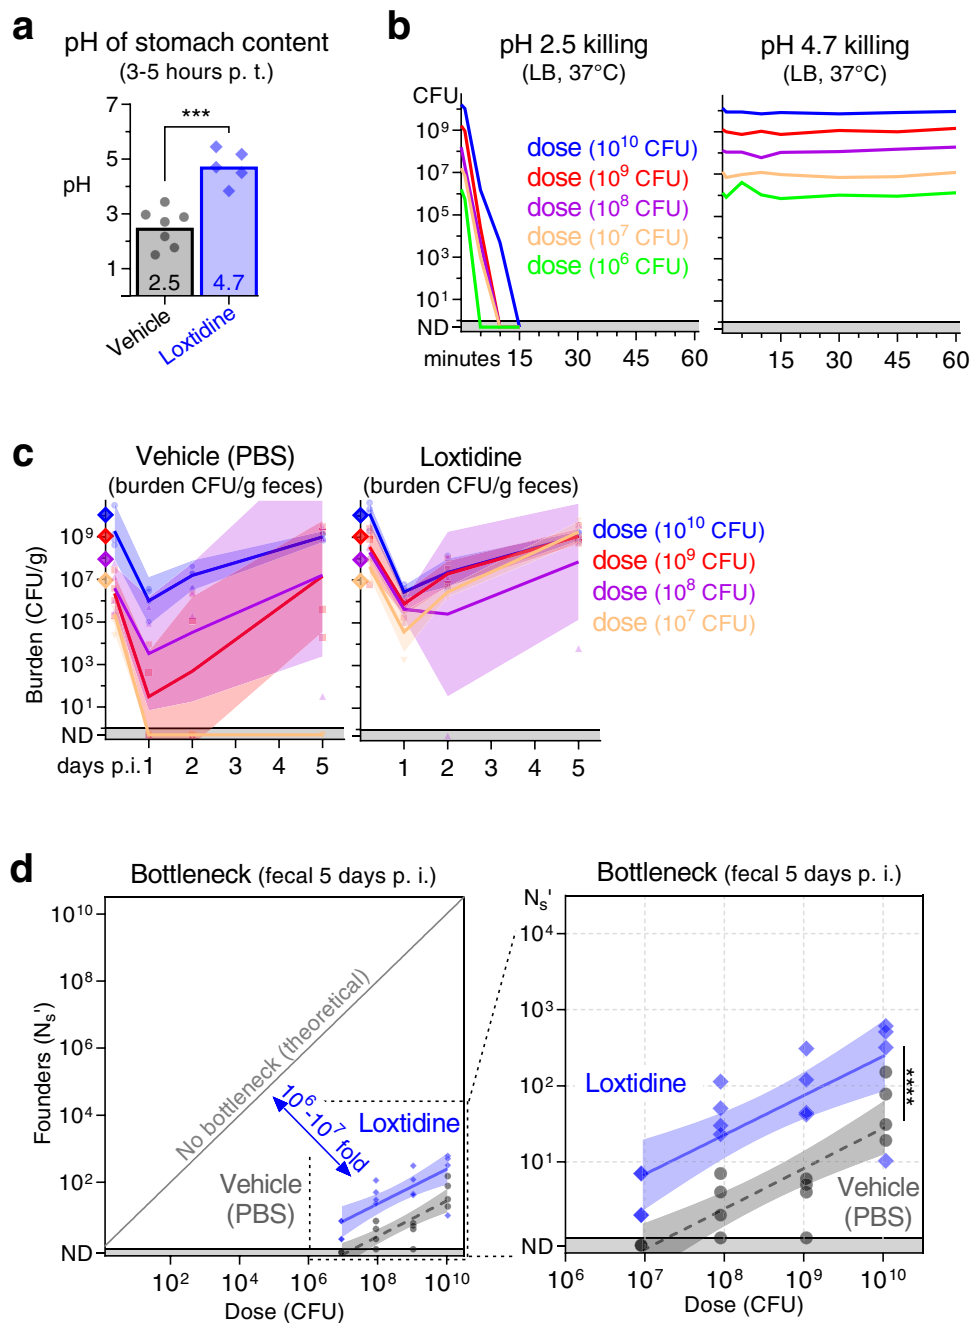 a
pH of stomach content
(3-5 hours p. t.)
7
5
3
1
pH
***
2.5
4.7
Vehicle
Loxtidine
b
pH 2.5 killing
(LB, 37°C)
pH 4.7 killing
(LB, 37°C)
CFU
10⁹
10⁷
10⁵
10³
10¹
ND
dose (10¹⁰ CFU)
dose (10⁹ CFU)
dose (10⁸ CFU)
dose (10⁷ CFU)
dose (10⁶ CFU)
minutes 15 30 45 60
15 30 45 60
c
Vehicle (PBS)
(burden CFU/g feces)
Loxtidine
(burden CFU/g feces)
Burden (CFU/g)
10⁹
10⁷
10⁵
10³
10¹
ND
days p.i. 1 2 3 4 5
1 2 3 4 5
dose (10¹⁰ CFU)
dose (10⁹ CFU)
dose (10⁸ CFU)
dose (10⁷ CFU)
d
Bottleneck (fecal 5 days p. i.)
Founders (Nₛ')
10¹⁰
10⁸
10⁶
10⁴
10²
ND
No bottleneck (theoretical)
10⁶-10⁷ fold
Loxtidine
Vehicle
(PBS)
10² 10⁴ 10⁶ 10⁸ 10¹⁰
Dose (CFU)
Bottleneck (fecal 5 days p. i.)
Nₛ'
10⁴
10³
10²
10¹
ND
Loxtidine
****
Vehicle
(PBS)
10⁶ 10⁷ 10⁸ 10⁹ 10¹⁰
Dose (CFU)